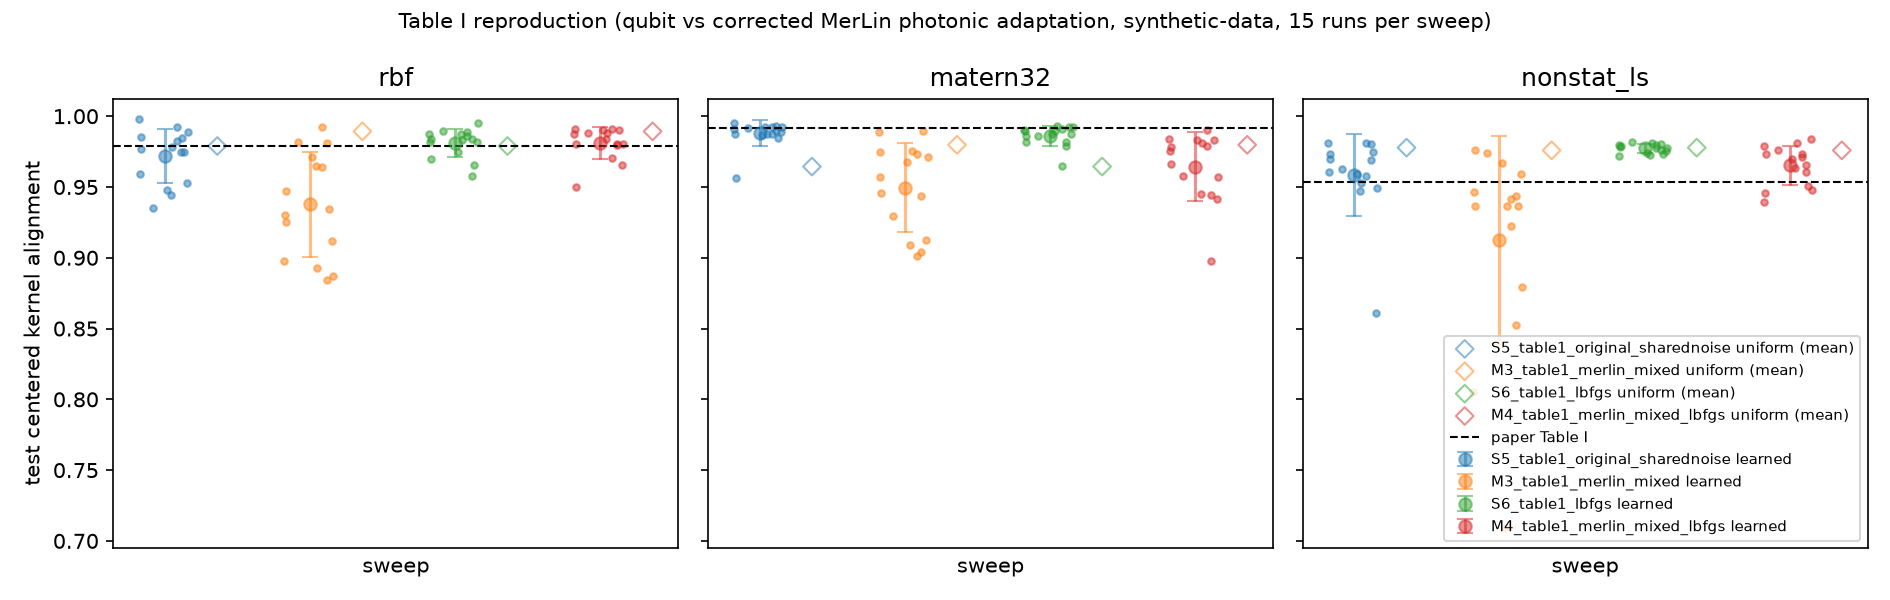 Table I reproduction (qubit vs corrected MerLin photonic adaptation, synthetic-data, 15 runs per sweep)
rbf
matern32
nonstat_ls
test centered kernel alignment
1.00
0.95
0.90
0.85
0.80
0.75
0.70
S5_table1_original_sharednoise uniform (mean)
M3_table1_merlin_mixed uniform (mean)
S6_table1_lbfgs uniform (mean)
M4_table1_merlin_mixed_lbfgs uniform (mean)
paper Table I
S5_table1_original_sharednoise learned
M3_table1_merlin_mixed learned
S6_table1_lbfgs learned
M4_table1_merlin_mixed_lbfgs learned
sweep
sweep
sweep